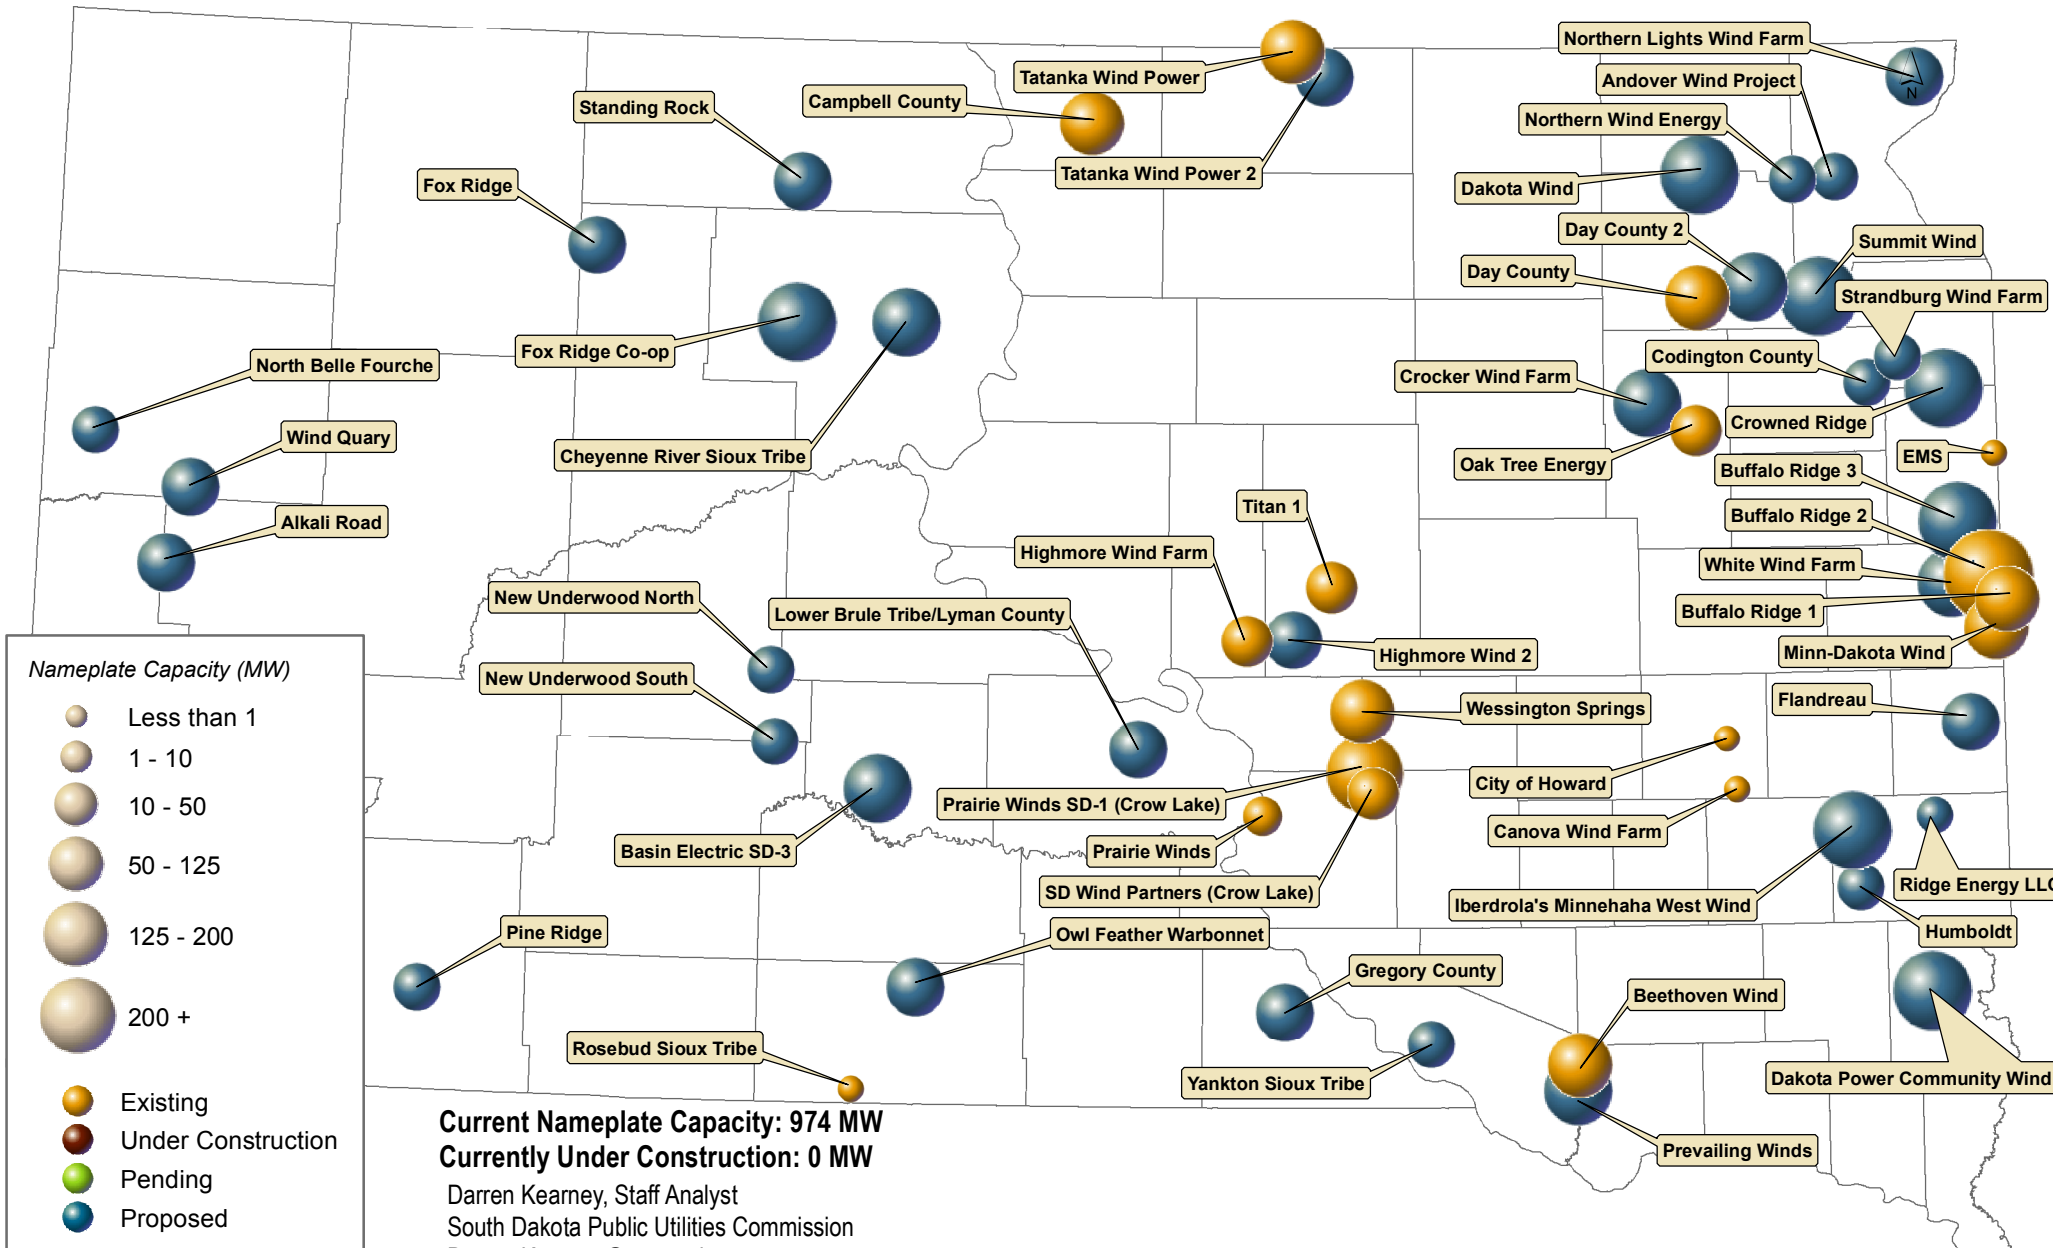 Northern Lights Wind Farm
Tatanka Wind Power
Andover Wind Project
Standing Rock
Campbell County
N
Northern Wind Energy
Tatanka Wind Power 2
Fox Ridge
Dakota Wind
Day County 2
Summit Wind
Day County
Strandburg Wind Farm
Fox Ridge Co-op
North Belle Fourche
Codington County
Crocker Wind Farm
Crowned Ridge
Wind Quary
Cheyenne River Sioux Tribe
Oak Tree Energy
EMS
Buffalo Ridge 3
Alkali Road
Titan 1
Buffalo Ridge 2
Highmore Wind Farm
White Wind Farm
New Underwood North
Lower Brule Tribe/Lyman County
Buffalo Ridge 1
Highmore Wind 2
Minn-Dakota Wind
New Underwood South
Wessington Springs
Flandreau
City of Howard
Prairie Winds SD-1 (Crow Lake)
Canova Wind Farm
Basin Electric SD-3
Prairie Winds
SD Wind Partners (Crow Lake)
Ridge Energy LLC
Iberdrola's Minnehaha West Wind
Humboldt
Pine Ridge
Owl Feather Warbonnet
Gregory County
Beethoven Wind
Rosebud Sioux Tribe
Yankton Sioux Tribe
Dakota Power Community Wind
Prevailing Winds
Nameplate Capacity (MW)
Less than 1
1 - 10
10 - 50
50 - 125
125 - 200
200 +
Existing
Under Construction
Pending
Proposed
Current Nameplate Capacity: 974 MW
Currently Under Construction: 0 MW
Darren Kearney, Staff Analyst
South Dakota Public Utilities Commission